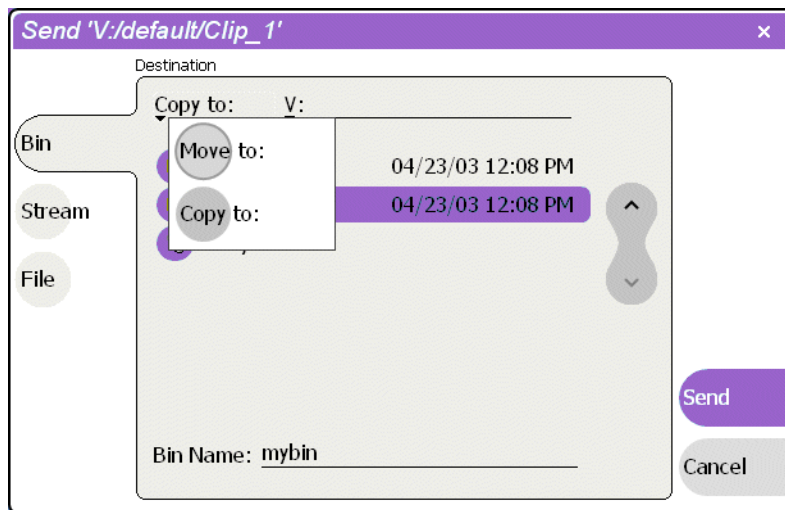 Send 'V:/default/Clip_1'
×
Destination
Copy to: V:
Bin
Move to:
04/23/03 12:08 PM
Stream
Copy to:
04/23/03 12:08 PM
File
Send
Bin Name: mybin
Cancel